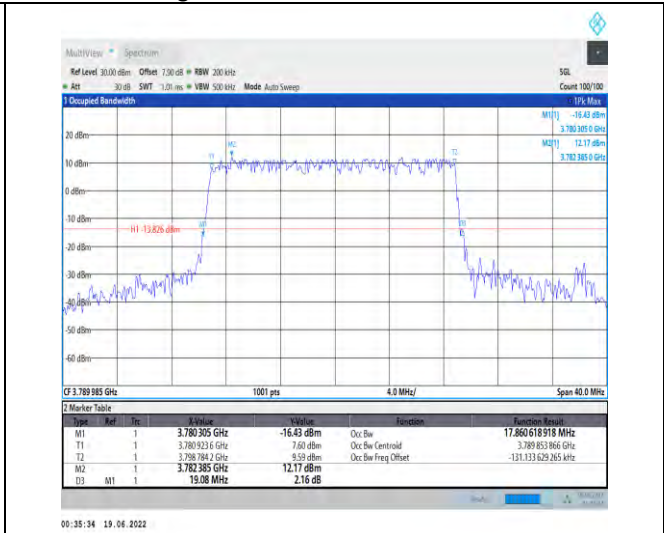 MultiView Spectrum
Ref Level 30.00 dBm Offset 7.90 dB RBW 200 kHz SGL
Att 30 dB SWT 1.01 ms VBW 500 kHz Mode Auto Sweep Count 100/100
1 Occupied Bandwidth 1Pk Max
M1[1] -16.43 dBm
3.780 305 0 GHz
M2[1] 12.17 dBm
3.782 385 0 GHz
20 dBm
M2
T1 T2
10 dBm
0 dBm
-10 dBm
M1 D3
H1 -13.826 dBm
-20 dBm
-30 dBm
-40 dBm
-50 dBm
-60 dBm
CF 3.789 985 GHz 1001 pts 4.0 MHz/ Span 40.0 MHz
2 Marker Table
Type Ref Trc X-Value Y-Value Function Function Result
M1 1 3.780 305 GHz -16.43 dBm Occ Bw 17.860 618 918 MHz
T1 1 3.780 923 6 GHz 7.60 dBm Occ Bw Centroid 3.789 853 866 GHz
T2 1 3.798 784 2 GHz 9.59 dBm Occ Bw Freq Offset -131.133 629 265 kHz
M2 1 3.782 385 GHz 12.17 dBm
D3 M1 1 19.08 MHz 2.16 dB
00:35:34 19.06.2022